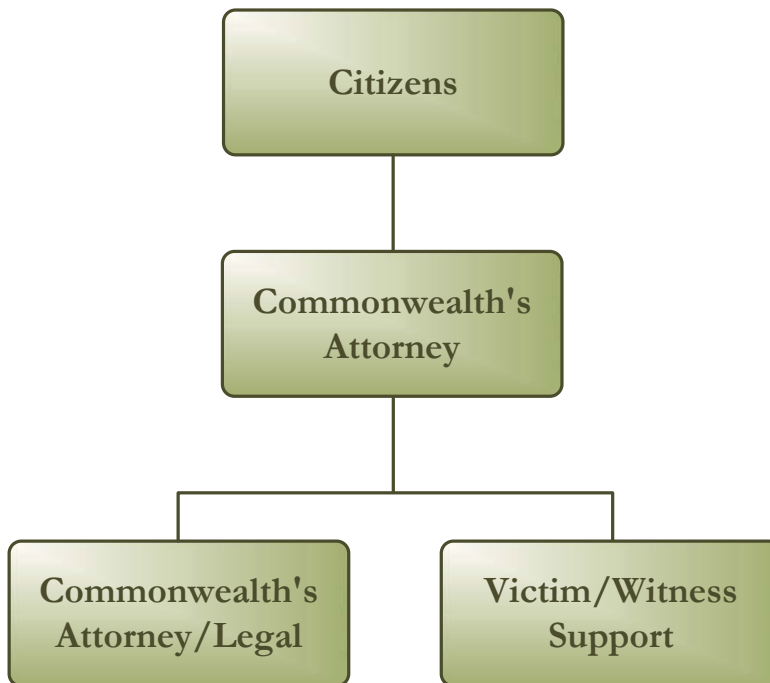 Citizens
Commonwealth's
Attorney
Commonwealth's
Attorney/Legal
Victim/Witness
Support